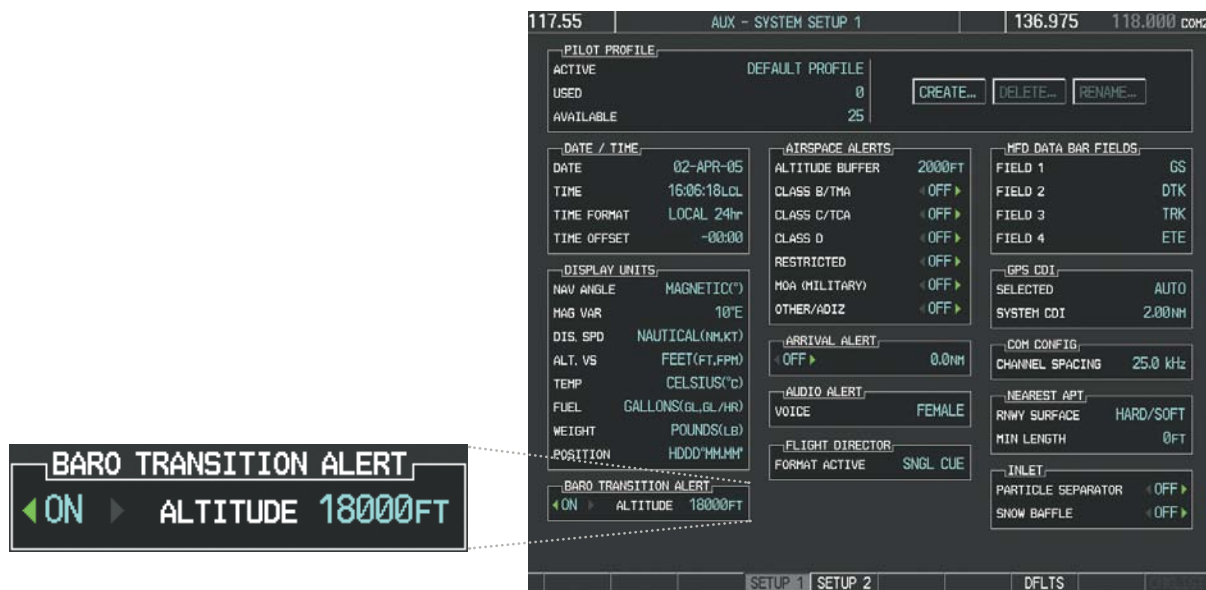 117.55 AUX - SYSTEM SETUP 1 136.975 118.000 COM2
PILOT PROFILE
ACTIVE DEFAULT PROFILE
USED 0 CREATE... DELETE... RENAME...
AVAILABLE 25
DATE / TIME
DATE 02-APR-05
TIME 16:06:18LCL
TIME FORMAT LOCAL 24hr
TIME OFFSET -00:00
DISPLAY UNITS
NAV ANGLE MAGNETIC(°)
MAG VAR 10°E
DIS, SPD NAUTICAL(NM,KT)
ALT, VS FEET(FT,FPM)
TEMP CELSIUS(°C)
FUEL GALLONS(GL,GL/HR)
WEIGHT POUNDS(LB)
POSITION HDDD°MM.MM'
BARO TRANSITION ALERT
ON ALTITUDE 18000FT
AIRSPACE ALERTS
ALTITUDE BUFFER 2000FT
CLASS B/TMA OFF
CLASS C/TCA OFF
CLASS D OFF
RESTRICTED OFF
MOA (MILITARY) OFF
OTHER/ADIZ OFF
ARRIVAL ALERT
OFF 0.0NM
AUDIO ALERT
VOICE FEMALE
FLIGHT DIRECTOR
FORMAT ACTIVE SNGL CUE
MFD DATA BAR FIELDS
FIELD 1 GS
FIELD 2 DTK
FIELD 3 TRK
FIELD 4 ETE
GPS CDI
SELECTED AUTO
SYSTEM CDI 2.00NM
COM CONFIG
CHANNEL SPACING 25.0 kHz
NEAREST APT
RNWY SURFACE HARD/SOFT
MIN LENGTH 0FT
INLET
PARTICLE SEPARATOR OFF
SNOW BAFFLE OFF
SETUP 1 SETUP 2 DFLTS
BARO TRANSITION ALERT
ON ALTITUDE 18000FT